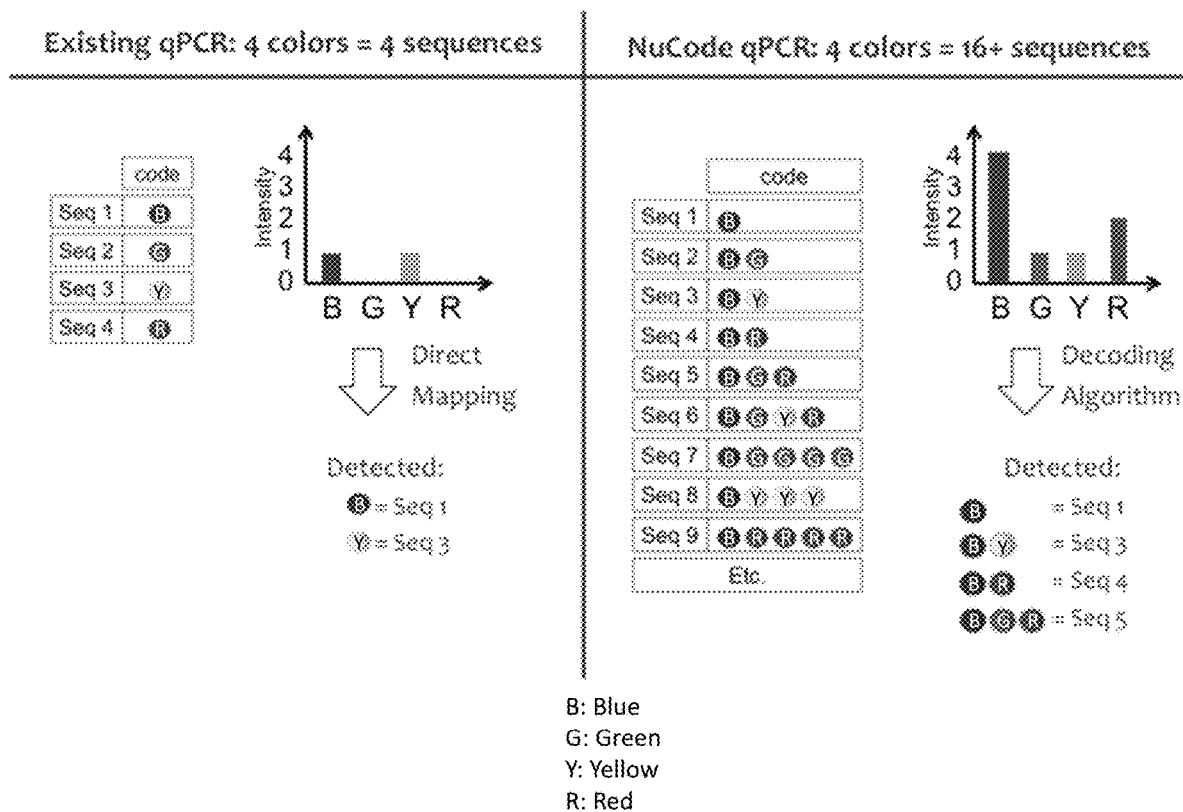 Existing qPCR: 4 colors = 4 sequences
code
Seq 1 B
Seq 2 G
Seq 3 Y
Seq 4 R
Intensity
4
3
2
1
0
B G Y R
Direct
Mapping
Detected:
B = Seq 1
Y = Seq 3
NuCode qPCR: 4 colors = 16+ sequences
code
Seq 1 B
Seq 2 B G
Seq 3 B Y
Seq 4 B R
Seq 5 B G R
Seq 6 B G Y R
Seq 7 B G G G G
Seq 8 B Y Y Y
Seq 9 B R R R R
Etc.
Intensity
4
3
2
1
0
B G Y R
Decoding
Algorithm
Detected:
B = Seq 1
B Y = Seq 3
B R = Seq 4
B G R = Seq 5
B: Blue
G: Green
Y: Yellow
R: Red